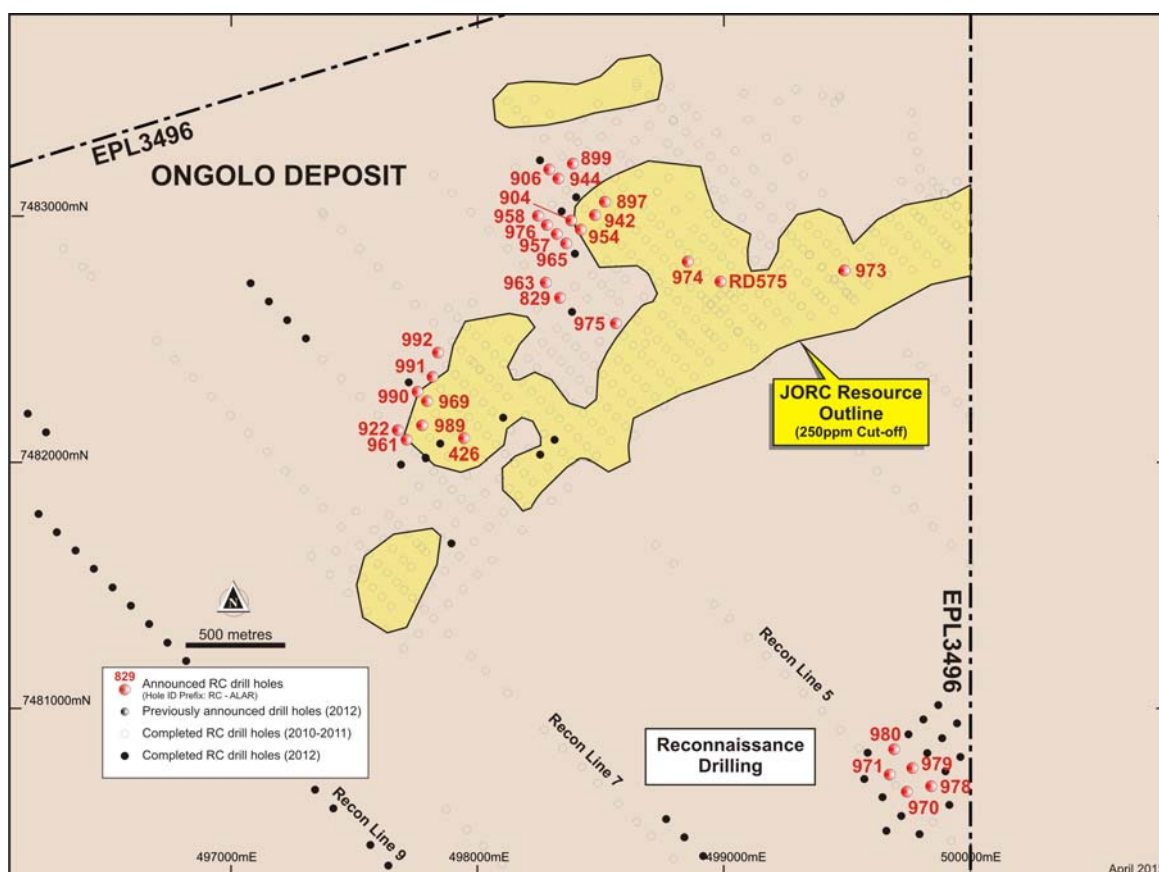 EPL3496
ONGOLO DEPOSIT
899
906
944
904
897
958
942
976
954
957
965
974
RD575
973
963
829
975
992
991
990
969
922
989
961
426
7483000mN
7482000mN
7481000mN
JORC Resource
Outline
(250ppm Cut-off)
EPL3496
N
500 metres
829
Announced RC drill holes
(Hole ID Prefix: RC - ALAR)
Previously announced drill holes (2012)
Completed RC drill holes (2010-2011)
Completed RC drill holes (2012)
Recon Line 5
Recon Line 7
Recon Line 9
Reconnaissance
Drilling
980
971
979
978
970
497000mE
498000mE
499000mE
500000mE
April